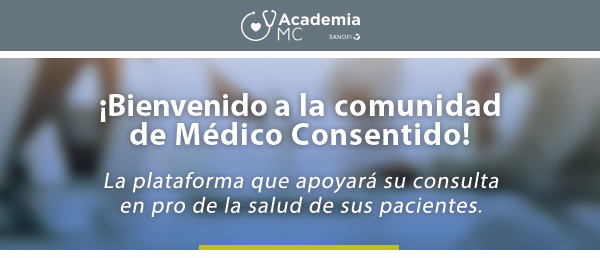 Academia
MC
SANOFI
¡Bienvenido a la comunidad
de Médico Consentido!
La plataforma que apoyará su consulta
en pro de la salud de sus pacientes.